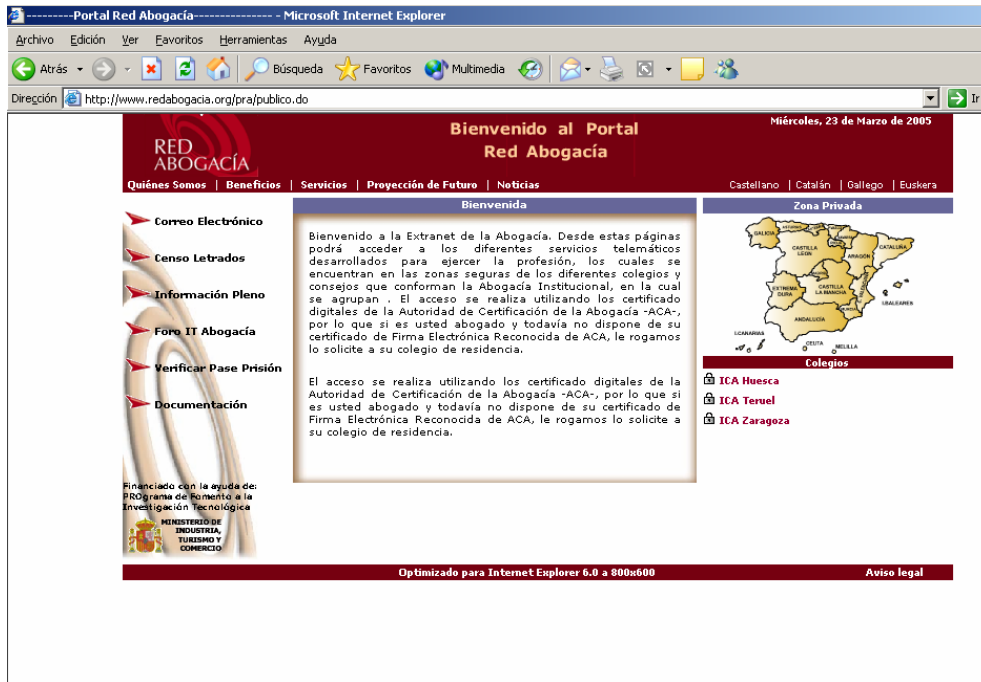 ---------Portal Red Abogacía--------------- - Microsoft Internet Explorer
Archivo Edición Ver Favoritos Herramientas Ayuda
Atrás Búsqueda Favoritos Multimedia
Dirección http://www.redabogacia.org/pra/publico.do Ir
RED
ABOGACÍA
Bienvenido al Portal
Red Abogacía
Miércoles, 23 de Marzo de 2005
Quiénes Somos | Beneficios | Servicios | Proyección de Futuro | Noticias
Castellano | Catalán | Gallego | Euskera
Correo Electrónico
Censo Letrados
Información Pleno
Foro IT Abogacía
Verificar Pase Prisión
Documentación
Financiado con la ayuda de:
PROgrama de Fomento a la
Investigación Tecnológica
MINISTERIO DE
INDUSTRIA,
TURISMO Y
COMERCIO
Bienvenida
Bienvenido a la Extranet de la Abogacía. Desde estas páginas
podrá acceder a los diferentes servicios telemáticos
desarrollados para ejercer la profesión, los cuales se
encuentran en las zonas seguras de los diferentes colegios y
consejos que conforman la Abogacía Institucional, en la cual
se agrupan . El acceso se realiza utilizando los certificado
digitales de la Autoridad de Certificación de la Abogacía -ACA-,
por lo que si es usted abogado y todavía no dispone de su
certificado de Firma Electrónica Reconocida de ACA, le rogamos
lo solicite a su colegio de residencia.
El acceso se realiza utilizando los certificado digitales de la
Autoridad de Certificación de la Abogacía -ACA-, por lo que si
es usted abogado y todavía no dispone de su certificado de
Firma Electrónica Reconocida de ACA, le rogamos lo solicite a
su colegio de residencia.
Zona Privada
GALICIA
CASTILLA
LEON
ARAGÓN
CATALUÑA
EXTREMA
DURA
CASTILLA
LA MANCHA
I.BALEARES
ANDALUCÍA
I.CANARIAS
CEUTA
MELILLA
Colegios
ICA Huesca
ICA Teruel
ICA Zaragoza
Optimizado para Internet Explorer 6.0 a 800x600
Aviso legal